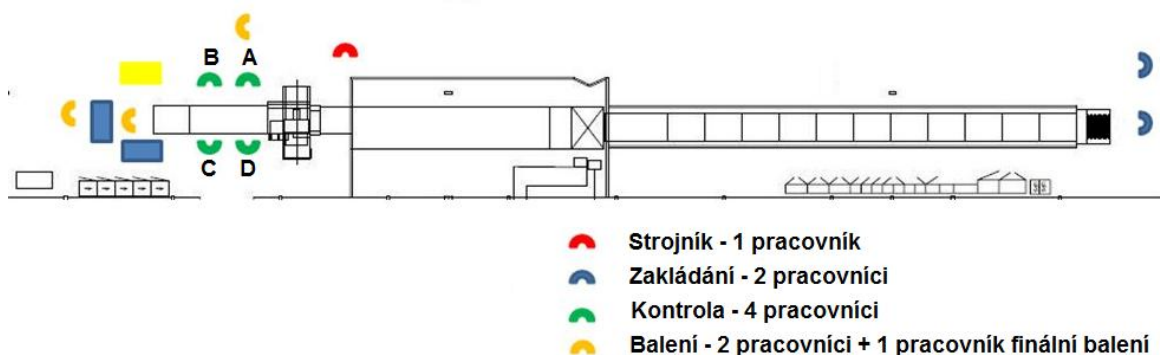 B A
C D
Strojník - 1 pracovník
Zakládání - 2 pracovníci
Kontrola - 4 pracovníci
Balení - 2 pracovníci + 1 pracovník finální balení